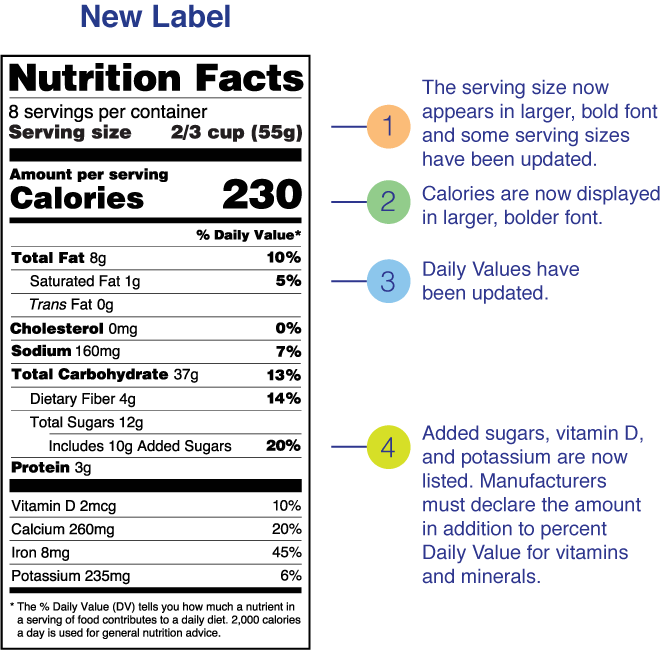 New Label
Nutrition Facts
8 servings per container
Serving size 2/3 cup (55g)
Amount per serving
Calories 230
% Daily Value*
Total Fat 8g 10%
Saturated Fat 1g 5%
Trans Fat 0g
Cholesterol 0mg 0%
Sodium 160mg 7%
Total Carbohydrate 37g 13%
Dietary Fiber 4g 14%
Total Sugars 12g
Includes 10g Added Sugars 20%
Protein 3g
Vitamin D 2mcg 10%
Calcium 260mg 20%
Iron 8mg 45%
Potassium 235mg 6%
* The % Daily Value (DV) tells you how much a nutrient in
a serving of food contributes to a daily diet. 2,000 calories
a day is used for general nutrition advice.
1
The serving size now
appears in larger, bold font
and some serving sizes
have been updated.
2
Calories are now displayed
in larger, bolder font.
3
Daily Values have
been updated.
4
Added sugars, vitamin D,
and potassium are now
listed. Manufacturers
must declare the amount
in addition to percent
Daily Value for vitamins
and minerals.